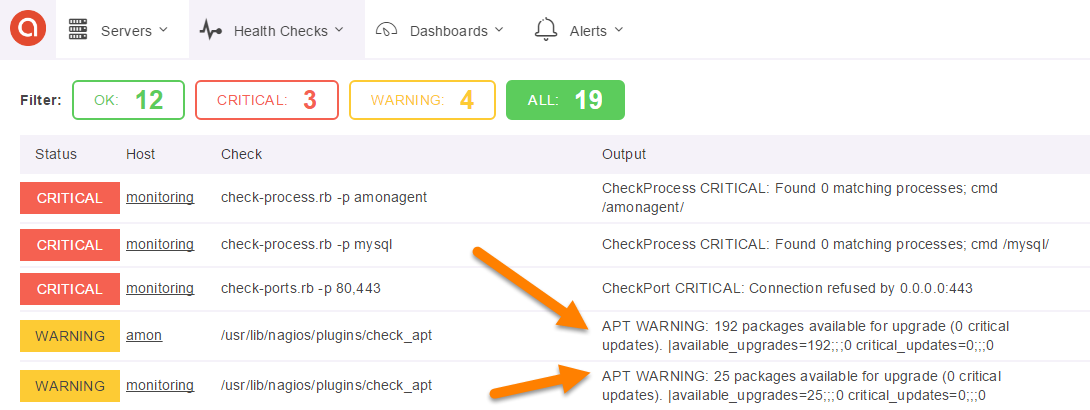 a Servers Health Checks Dashboards Alerts
Filter: OK: 12 CRITICAL: 3 WARNING: 4 ALL: 19
Status Host Check Output
CRITICAL monitoring check-process.rb -p amonagent CheckProcess CRITICAL: Found 0 matching processes; cmd
/amonagent/
CRITICAL monitoring check-process.rb -p mysql CheckProcess CRITICAL: Found 0 matching processes; cmd /mysql/
CRITICAL monitoring check-ports.rb -p 80,443 CheckPort CRITICAL: Connection refused by 0.0.0.0:443
WARNING amon /usr/lib/nagios/plugins/check_apt APT WARNING: 192 packages available for upgrade (0 critical
updates). |available_upgrades=192;;;0 critical_updates=0;;;0
WARNING monitoring /usr/lib/nagios/plugins/check_apt APT WARNING: 25 packages available for upgrade (0 critical
updates). |available_upgrades=25;;;0 critical_updates=0;;;0